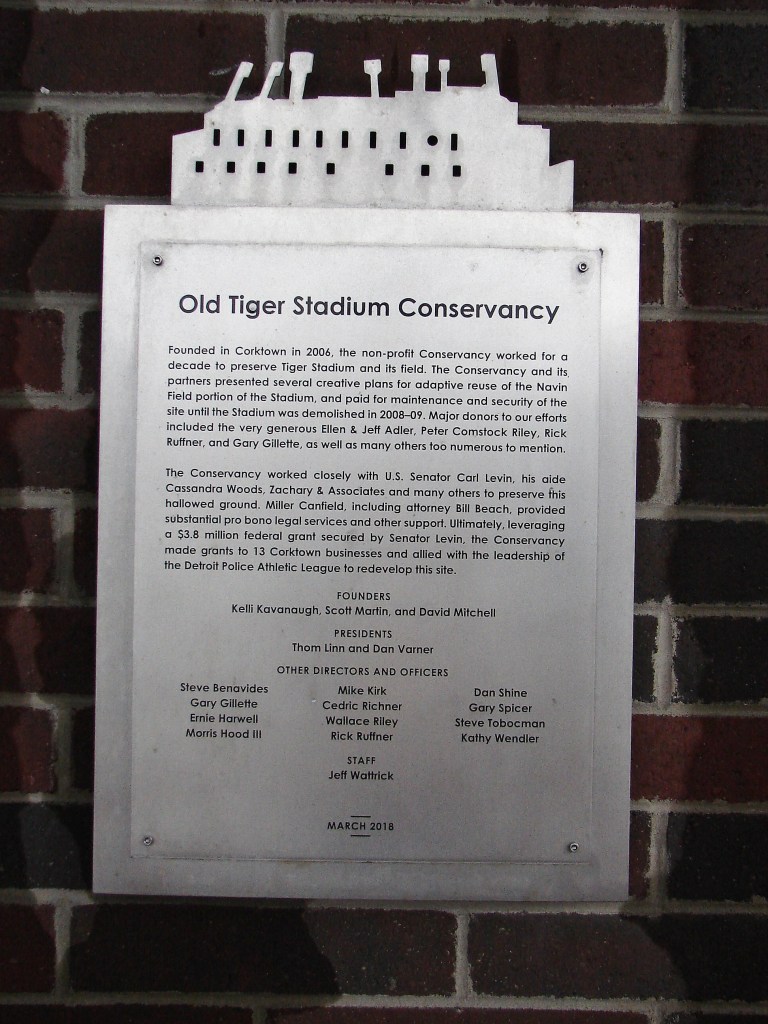 Old Tiger Stadium Conservancy
Founded in Corktown in 2006, the non-profit Conservancy worked for a
decade to preserve Tiger Stadium and its field. The Conservancy and its
partners presented several creative plans for adaptive reuse of the Navin
Field portion of the Stadium, and paid for maintenance and security of the
site until the Stadium was demolished in 2008–09. Major donors to our efforts
included the very generous Ellen & Jeff Adler, Peter Comstock Riley, Rick
Ruffner, and Gary Gillette, as well as many others too numerous to mention.
The Conservancy worked closely with U.S. Senator Carl Levin, his aide
Cassandra Woods, Zachary & Associates and many others to preserve this
hallowed ground. Miller Canfield, including attorney Bill Beach, provided
substantial pro bono legal services and other support. Ultimately, leveraging
a $3.8 million federal grant secured by Senator Levin, the Conservancy
made grants to 13 Corktown businesses and allied with the leadership of
the Detroit Police Athletic League to redevelop this site.
FOUNDERS
Kelli Kavanaugh, Scott Martin, and David Mitchell
PRESIDENTS
Thom Linn and Dan Varner
OTHER DIRECTORS AND OFFICERS
Steve Benavides
Gary Gillette
Ernie Harwell
Morris Hood III
Mike Kirk
Cedric Richner
Wallace Riley
Rick Ruffner
Dan Shine
Gary Spicer
Steve Tobocman
Kathy Wendler
STAFF
Jeff Wattrick
MARCH 2018